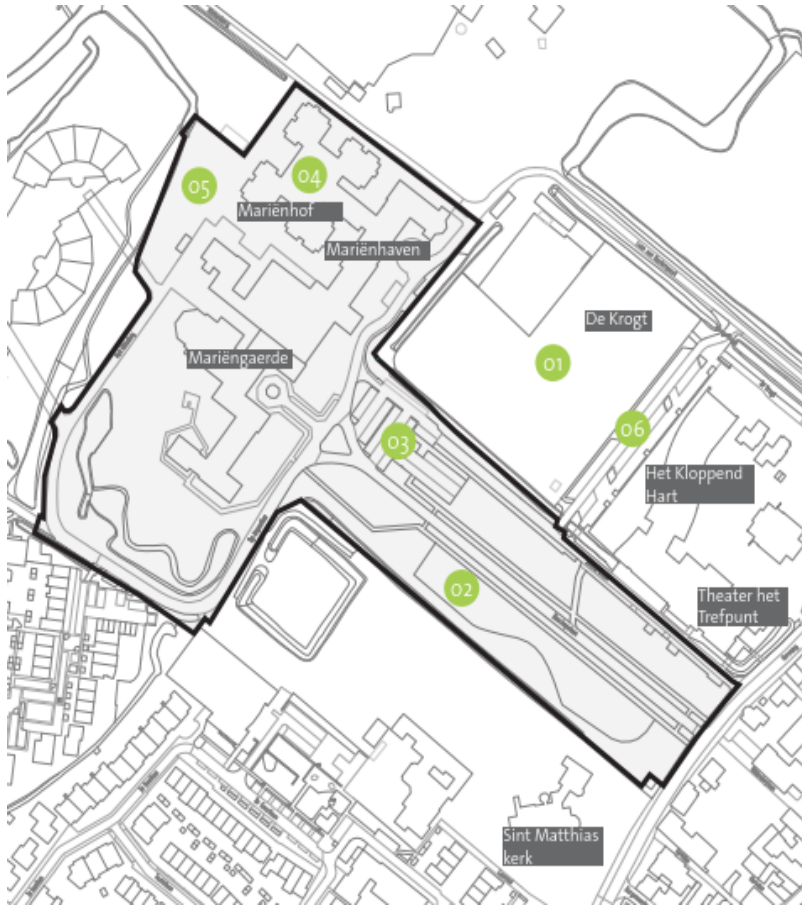 05
04
Mariënhof
Mariënhaven
De Krogt
Mariëngaerde
01
03
06
Het Kloppend
Hart
02
Theater het
Trefpunt
Sint Matthias
kerk